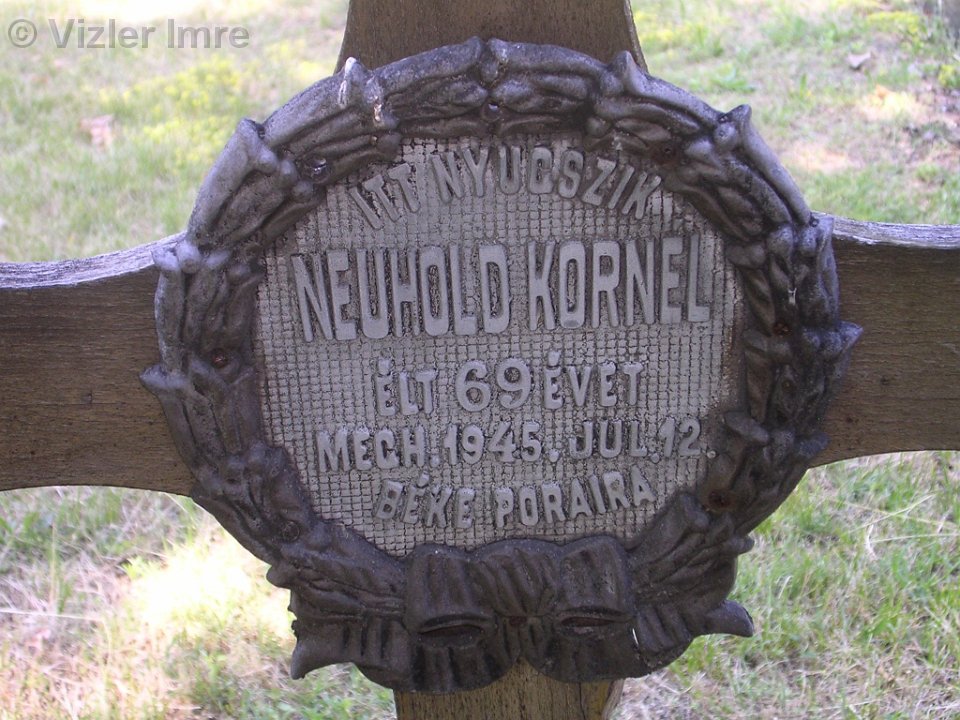 © Vizler Imre
ITT NYUGSZIK
NEUHOLD KORNEL
ÉLT 69 ÉVET
MEGH. 1945. JUL. 12.
BÉKE PORAIRA